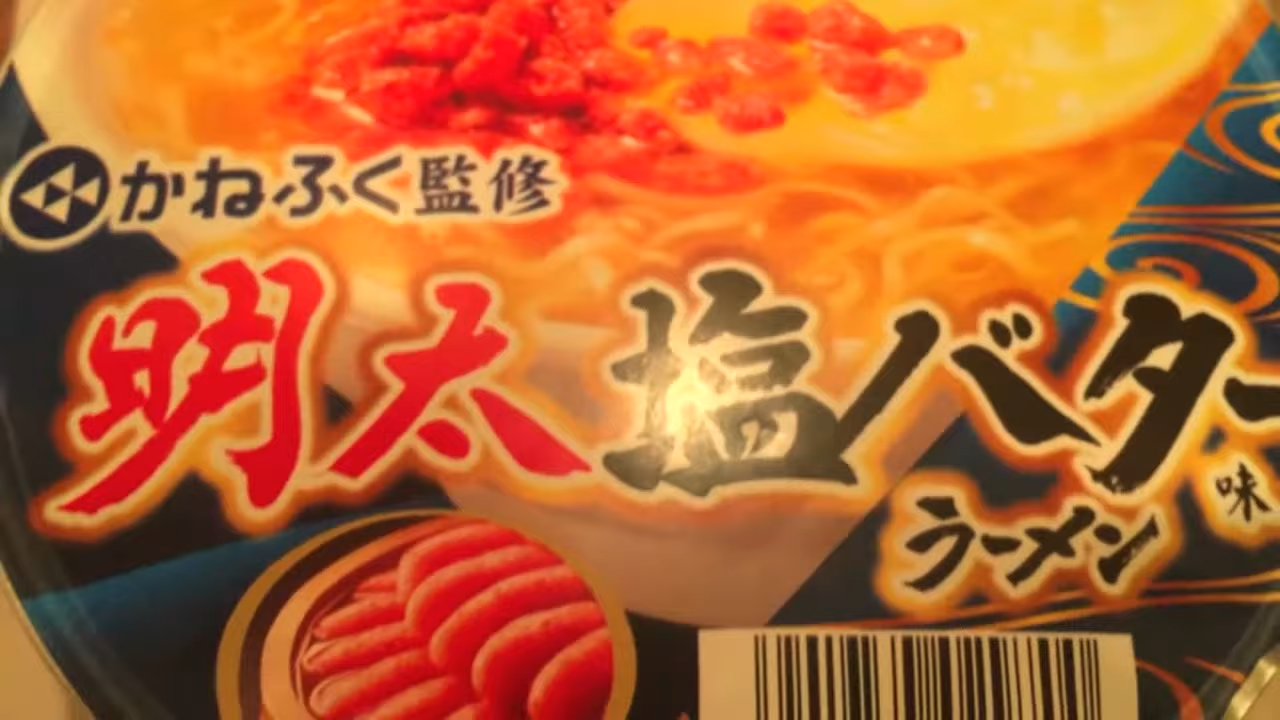 かねふく監修
明太塩バター味
ラーメン